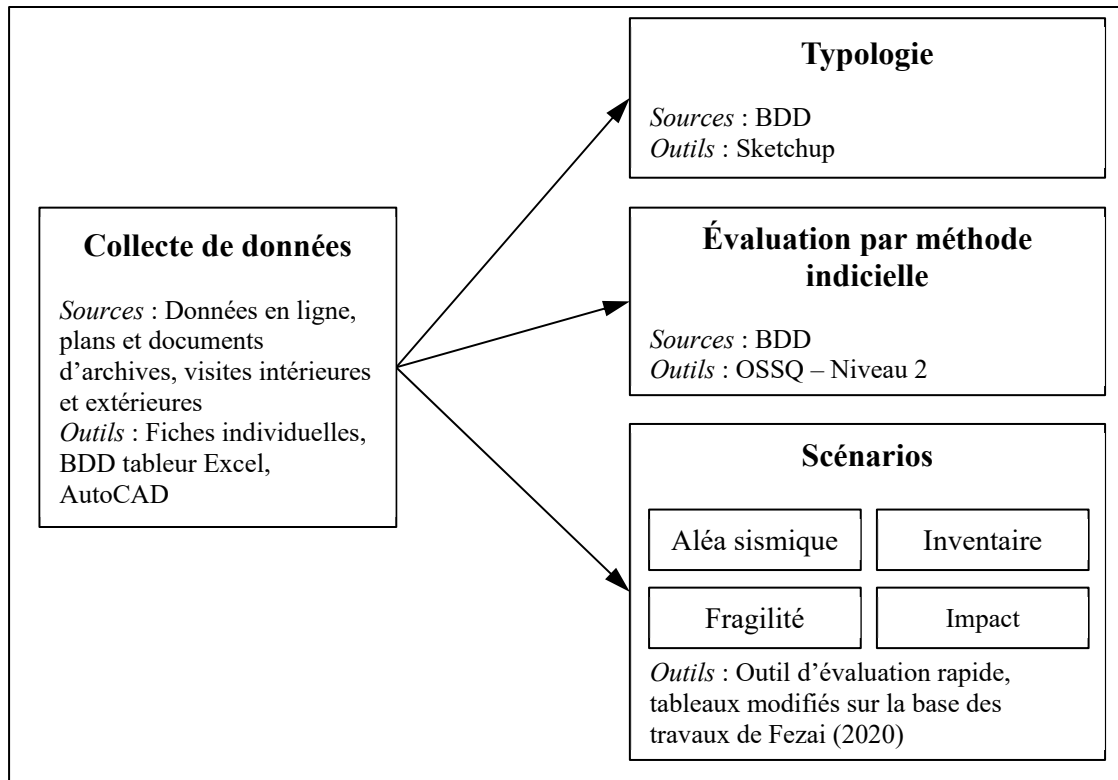 Collecte de données
Sources : Données en ligne,
plans et documents
d'archives, visites intérieures
et extérieures
Outils : Fiches individuelles,
BDD tableur Excel,
AutoCAD
Typologie
Sources : BDD
Outils : Sketchup
Évaluation par méthode
indicielle
Sources : BDD
Outils : OSSQ – Niveau 2
Scénarios
Aléa sismique
Inventaire
Fragilité
Impact
Outils : Outil d'évaluation rapide,
tableaux modifiés sur la base des
travaux de Fezai (2020)